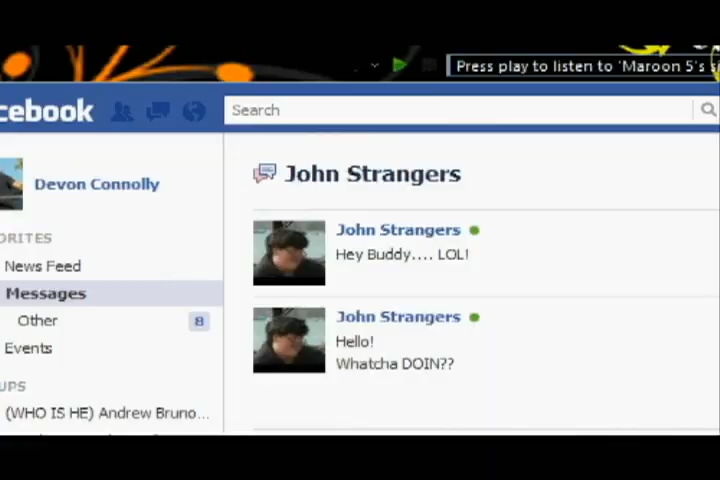 Press play to listen to 'Maroon 5's si
cebook
Search
Devon Connolly
John Strangers
John Strangers
Hey Buddy.... LOL!
ORITES
News Feed
Messages
Other 8
Events
John Strangers
Hello!
Whatcha DOIN??
UPS
(WHO IS HE) Andrew Bruno...